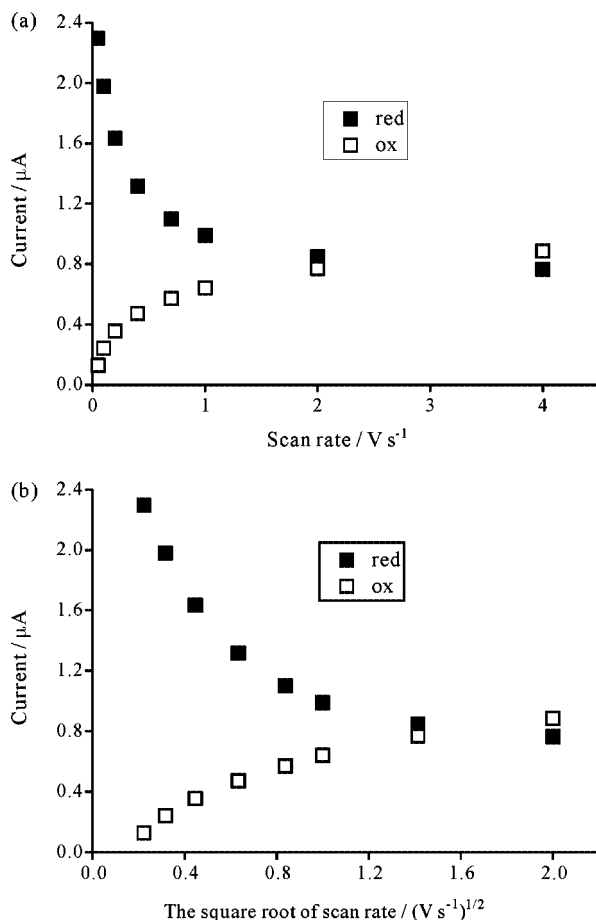 (a)
2.4
2.0
1.6
1.2
0.8
0.4
0.0
Current / μA
red
ox
0 1 2 3 4
Scan rate / V s⁻¹
(b)
2.4
2.0
1.6
1.2
0.8
0.4
0.0
Current / μA
red
ox
0.0 0.4 0.8 1.2 1.6 2.0
The square root of scan rate / (V s⁻¹)¹ᐟ²